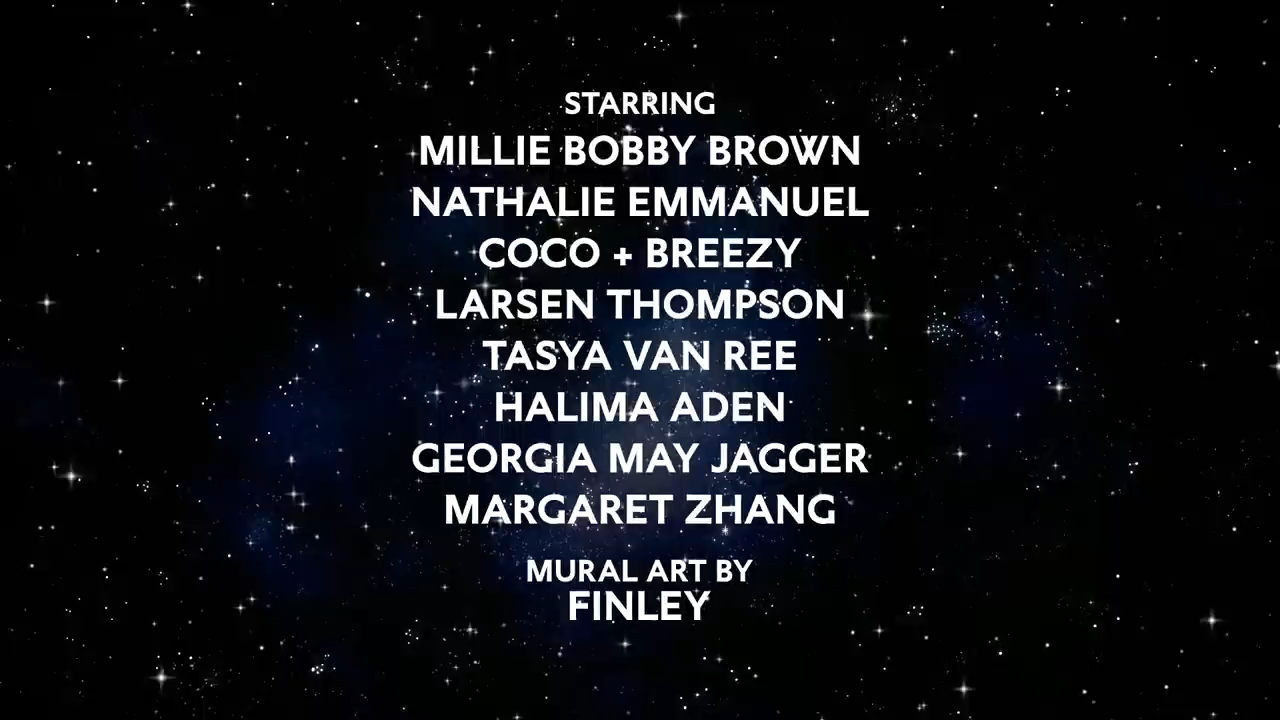 STARRING
MILLIE BOBBY BROWN
NATHALIE EMMANUEL
COCO + BREEZY
LARSEN THOMPSON
TASYA VAN REE
HALIMA ADEN
GEORGIA MAY JAGGER
MARGARET ZHANG
MURAL ART BY
FINLEY